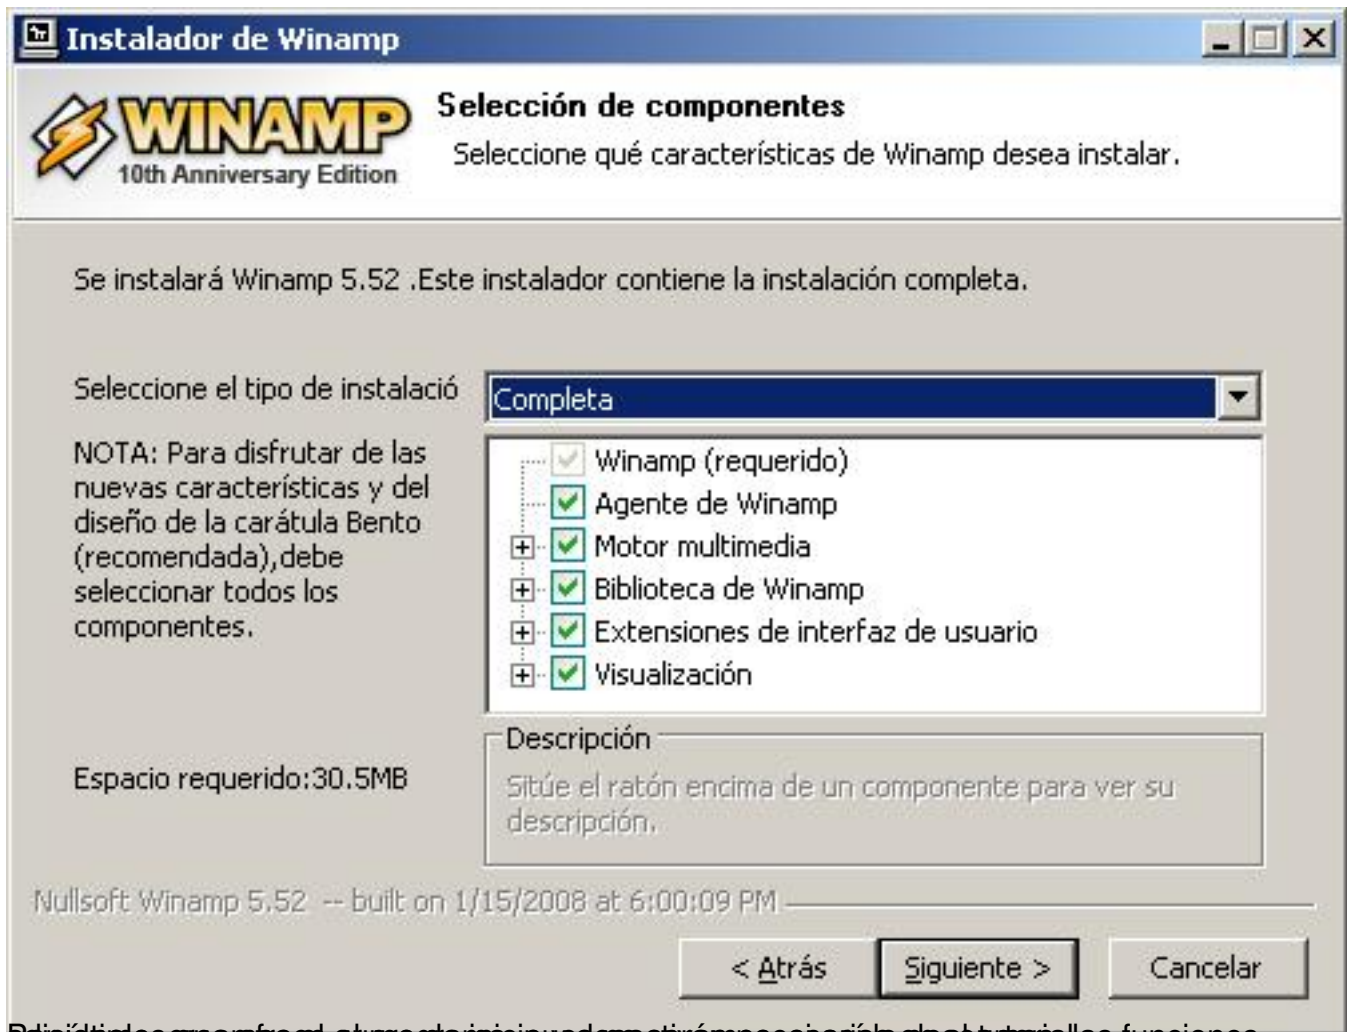 Instalador de Winamp
WINAMP
10th Anniversary Edition
Selección de componentes
Seleccione qué características de Winamp desea instalar.
Se instalará Winamp 5.52 .Este instalador contiene la instalación completa.
Seleccione el tipo de instalació
Completa
NOTA: Para disfrutar de las
nuevas características y del
diseño de la carátula Bento
(recomendada),debe
seleccionar todos los
componentes.
Winamp (requerido)
Agente de Winamp
Motor multimedia
Biblioteca de Winamp
Extensiones de interfaz de usuario
Visualización
Espacio requerido:30.5MB
Descripción
Sitúe el ratón encima de un componente para ver su
descripción.
Nullsoft Winamp 5.52 -- built on 1/15/2008 at 6:00:09 PM
< Atrás
Siguiente >
Cancelar
funciones